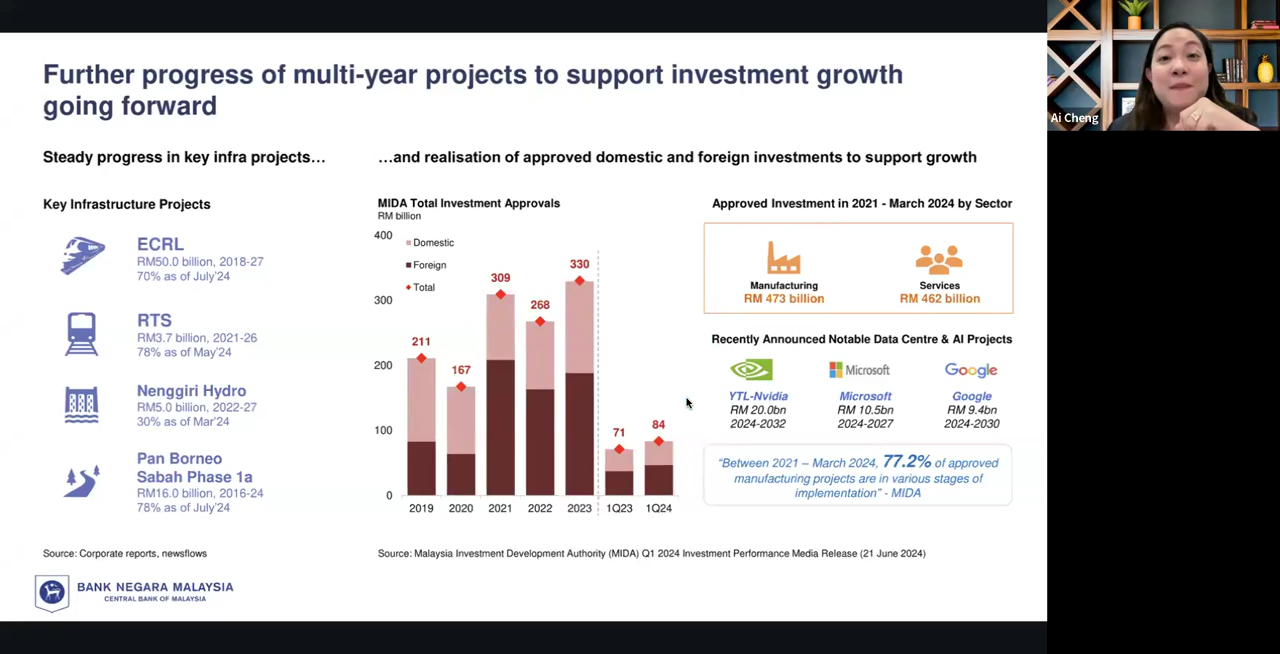 Further progress of multi-year projects to support investment growth
going forward
Steady progress in key infra projects…
…and realisation of approved domestic and foreign investments to support growth
Key Infrastructure Projects
ECRL
RM50.0 billion, 2018-27
70% as of July'24
RTS
RM3.7 billion, 2021-26
78% as of May'24
Nenggiri Hydro
RM5.0 billion, 2022-27
30% as of Mar'24
Pan Borneo
Sabah Phase 1a
RM16.0 billion, 2016-24
78% as of July'24
Source: Corporate reports, newsflows
MIDA Total Investment Approvals
RM billion
400
300
200
100
0
Domestic
Foreign
Total
211
167
309
268
330
71
84
2019 2020 2021 2022 2023 1Q23 1Q24
Source: Malaysia Investment Development Authority (MIDA) Q1 2024 Investment Performance Media Release (21 June 2024)
Approved Investment in 2021 - March 2024 by Sector
Manufacturing Services
RM 473 billion RM 462 billion
Recently Announced Notable Data Centre & AI Projects
Microsoft Google
YTL-Nvidia Microsoft Google
RM 20.0bn RM 10.5bn RM 9.4bn
2024-2032 2024-2027 2024-2030
“Between 2021 – March 2024, 77.2% of approved
manufacturing projects are in various stages of
implementation” - MIDA
BANK NEGARA MALAYSIA
CENTRAL BANK OF MALAYSIA
Ai Cheng